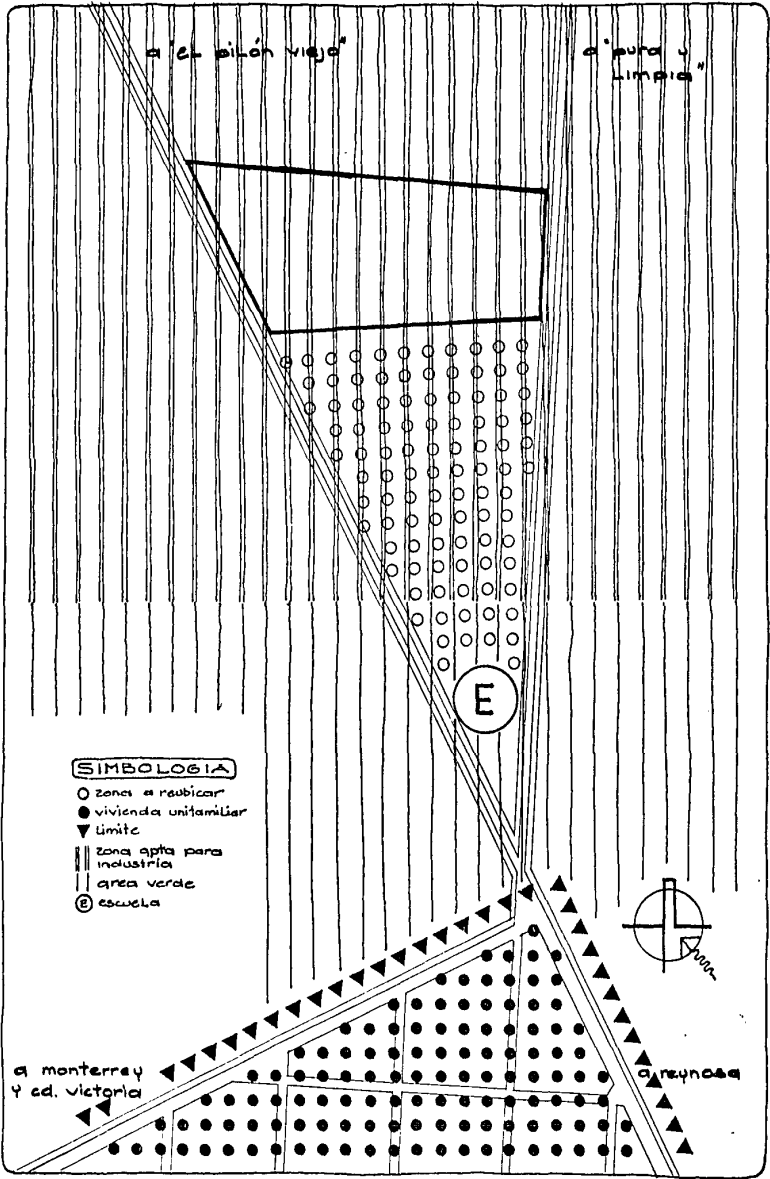 a "el pilón viejo"
a "pura y
Limpia"
E
SIMBOLOGIA
zona a reubicar
vivienda unifamiliar
Limite
zona apta para
industria
area verde
E escuela
a monterrey
y cd. victoria
a reynosa